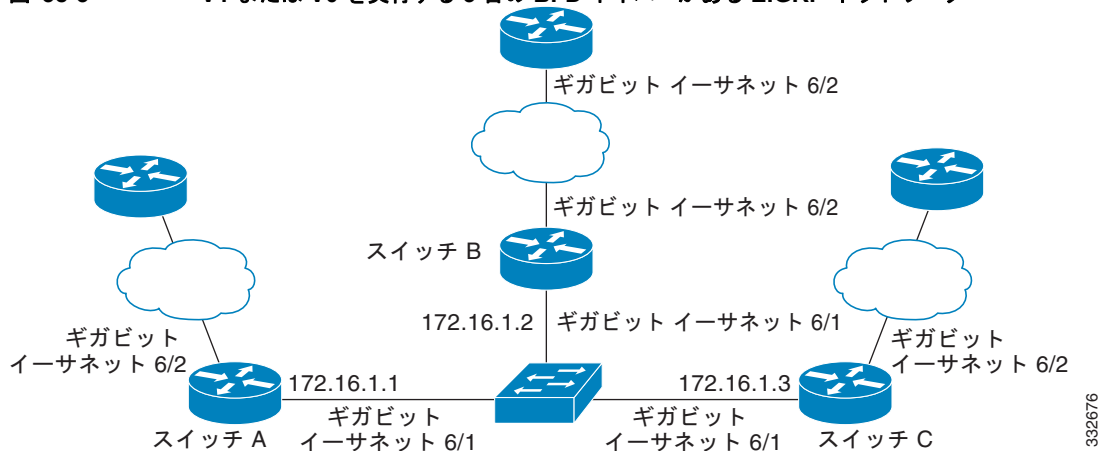 ギガビット イーサネット 6/2
ギガビット イーサネット 6/2
スイッチ B
172.16.1.2
ギガビット イーサネット 6/1
ギガビット
イーサネット 6/2
ギガビット
イーサネット 6/2
172.16.1.1
172.16.1.3
ギガビット
イーサネット 6/1
ギガビット
イーサネット 6/1
スイッチ A
スイッチ C
332676